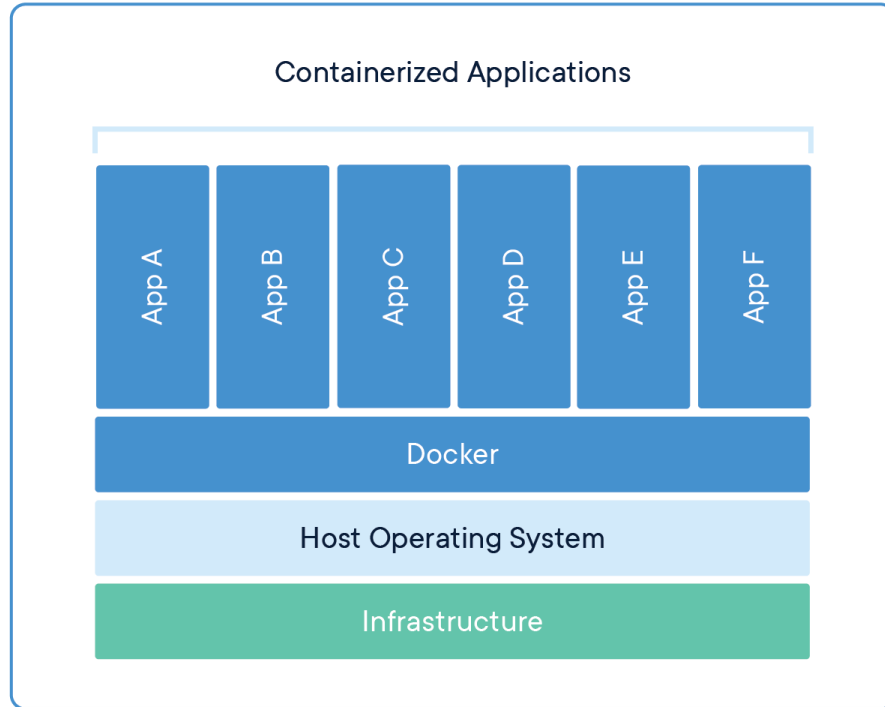 Containerized Applications
App A
App B
App C
App D
App E
App F
Docker
Host Operating System
Infrastructure